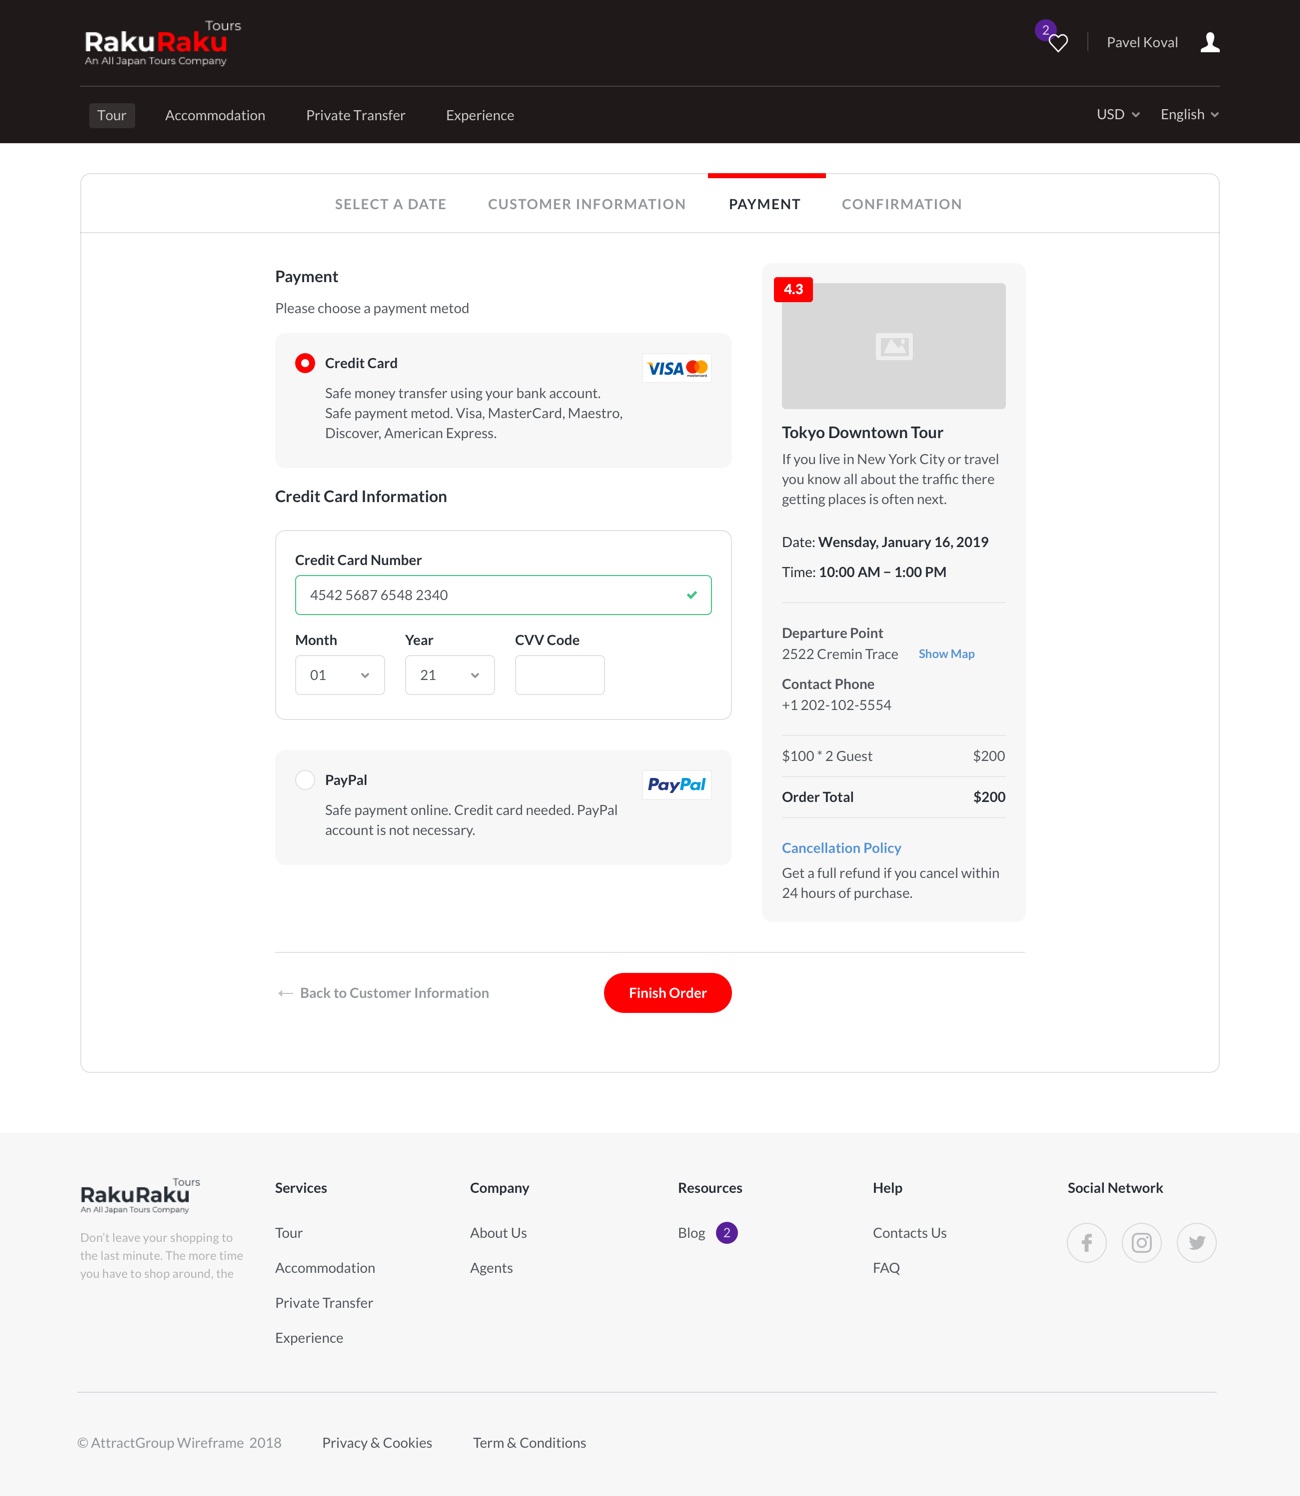 Tours
RakuRaku
An All Japan Tours Company
2
Pavel Koval
Tour
Accommodation
Private Transfer
Experience
USD
English
SELECT A DATE
CUSTOMER INFORMATION
PAYMENT
CONFIRMATION
Payment
Please choose a payment metod
Credit Card
VISA
mastercard
Safe money transfer using your bank account.
Safe payment metod. Visa, MasterCard, Maestro,
Discover, American Express.
Credit Card Information
Credit Card Number
4542 5687 6548 2340
Month
Year
CVV Code
01
21
PayPal
PayPal
Safe payment online. Credit card needed. PayPal
account is not necessary.
4.3
Tokyo Downtown Tour
If you live in New York City or travel
you know all about the traffic there
getting places is often next.
Date: Wensday, January 16, 2019
Time: 10:00 AM – 1:00 PM
Departure Point
2522 Cremin Trace
Show Map
Contact Phone
+1 202-102-5554
$100 * 2 Guest
$200
Order Total
$200
Cancellation Policy
Get a full refund if you cancel within
24 hours of purchase.
← Back to Customer Information
Finish Order
Tours
RakuRaku
An All Japan Tours Company
Don't leave your shopping to
the last minute. The more time
you have to shop around, the
Services
Tour
Accommodation
Private Transfer
Experience
Company
About Us
Agents
Resources
Blog
2
Help
Contacts Us
FAQ
Social Network
© AttractGroup Wireframe 2018
Privacy & Cookies
Term & Conditions